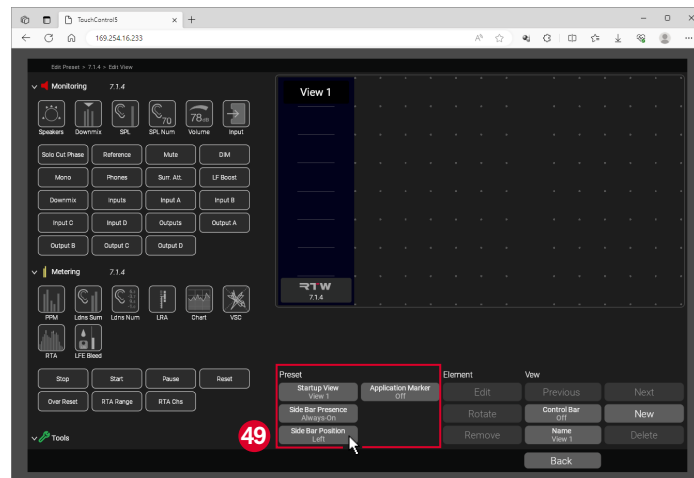 TouchControl5
169.254.16.233
Edit Preset > 7.1.4 > Edit View
Monitoring 7.1.4
70
78dB
Speakers Downmix SPL SPL Num Volume Input
Solo Cut Phase Reference Mute DIM
Mono Phones Surr. Att. LF Boost
Downmix Inputs Input A Input B
Input C Input D Outputs Output A
Output B Output C Output D
Metering 7.1.4
PPM Ldns Sum Ldns Num LRA Chart VSC
RTA LFE Bleed
Stop Start Pause Reset
Over Reset RTA Range RTA Chs
Tools
View 1
RTW
7.1.4
49
Preset
Startup View
View 1
Application Marker
Off
Side Bar Presence
Always-On
Side Bar Position
Left
Element
Edit
Rotate
Remove
Vew
Previous Next
Control Bar
Off
New
Name
View 1
Delete
Back